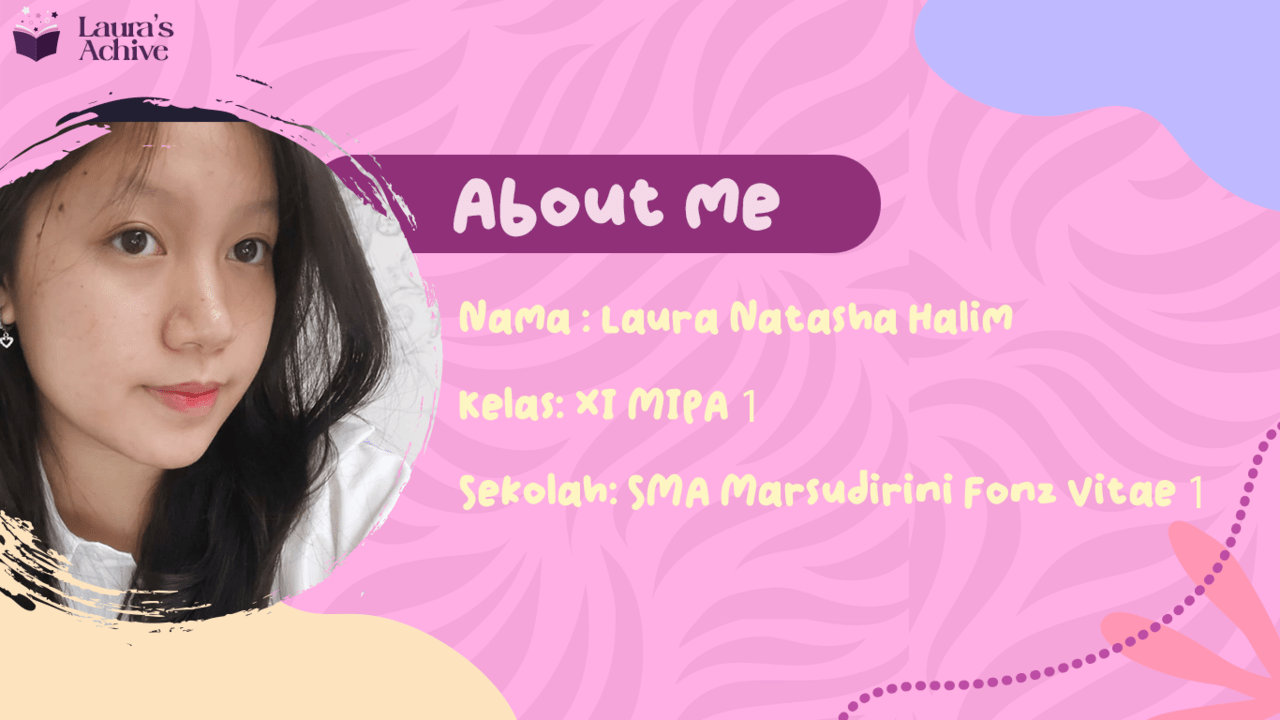 Laura's
Achive
About Me
Nama : Laura Natasha Halim
Kelas: XI MIPA 1
Sekolah: SMA Marsudirini Fonz Vitae 1